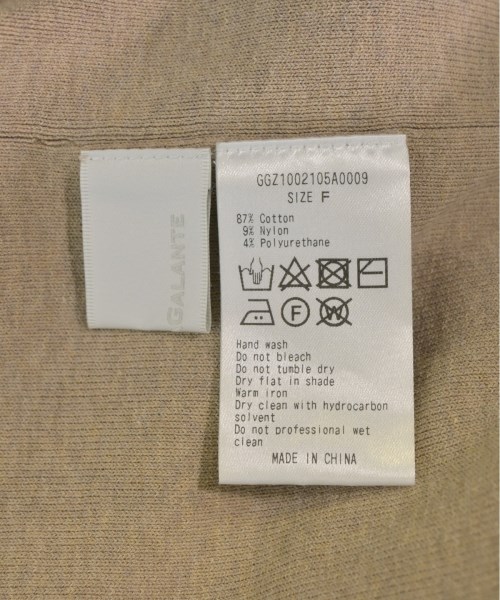 GALANTE
GGZ1002105A0009
SIZE F
87% Cotton
9% Nylon
4% Polyurethane
F
W
Hand wash
Do not bleach
Do not tumble dry
Dry flat in shade
Warm iron
Dry clean with hydrocarbon
solvent
Do not professional wet
clean
MADE IN CHINA